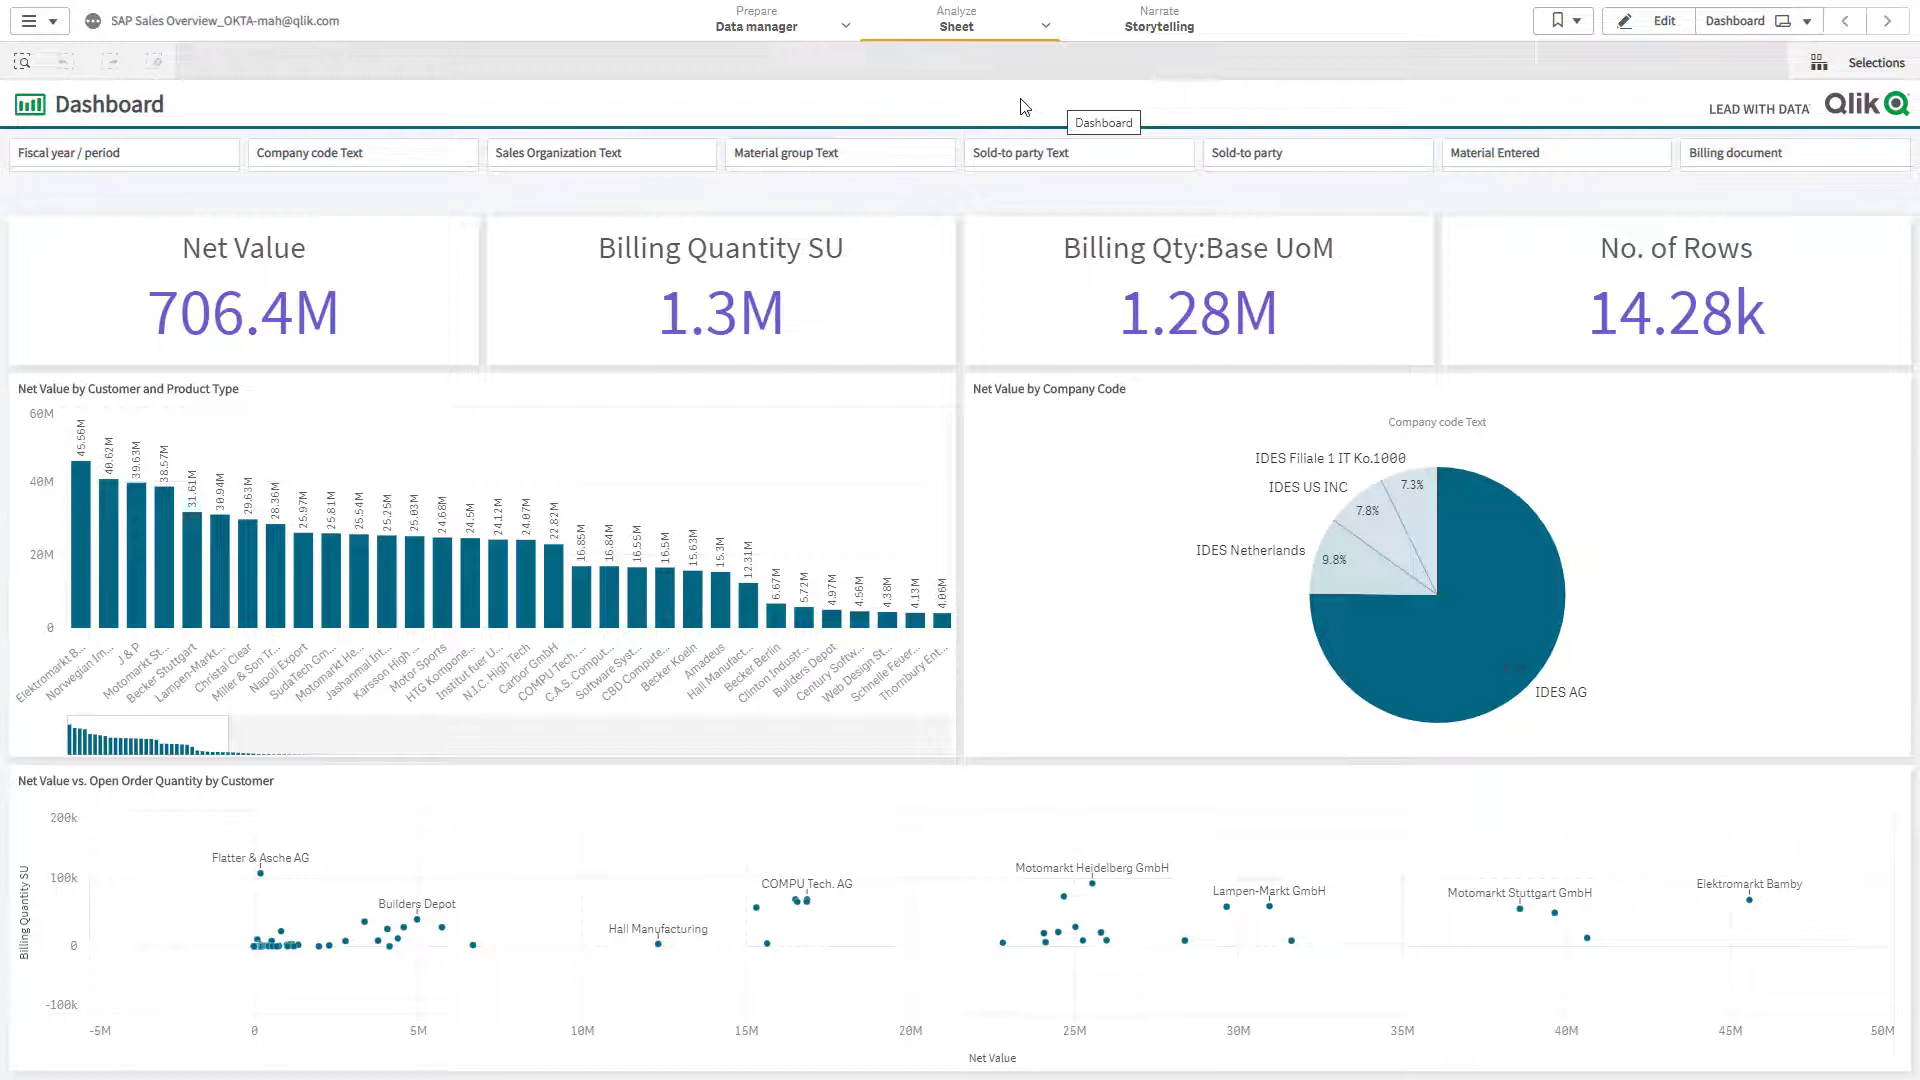 SAP Sales Overview_OKTA-mah@qlik.com
Prepare
Data manager
Analyze
Sheet
Narrate
Storytelling
Edit
Dashboard
Selections
Dashboard
Dashboard
LEAD WITH DATA
Qlik
Fiscal year / period
Company code Text
Sales Organization Text
Material group Text
Sold-to party Text
Sold-to party
Material Entered
Billing document
Net Value
706.4M
Billing Quantity SU
1.3M
Billing Qty:Base UoM
1.28M
No. of Rows
14.28k
Net Value by Customer and Product Type
60M
40M
20M
0
45.56M
40.62M
39.63M
38.57M
31.61M
30.94M
29.63M
28.36M
25.97M
25.81M
25.54M
25.25M
25.03M
24.68M
24.5M
24.12M
24.07M
22.82M
16.85M
16.84M
16.55M
16.5M
15.63M
15.3M
12.31M
6.67M
5.72M
4.97M
4.56M
4.38M
4.13M
4.06M
Elektromarkt B...
Norwegian Im...
J & P
Motomarkt St...
Becker Stuttgart
Lampen-Markt...
Christal Clear
Miller & Son Tr...
Napoli Export
SudaTech Gm...
Motomarkt He...
Jashanmal Int...
Karsson High ...
Motor Sports
HTG Kompone...
Institut fuer U...
N.I.C. High Tech
Carbor GmbH
COMPU Tech. ...
C.A.S. Comput...
Software Syst...
CBD Compute...
Becker Koeln
Amadeus
Hall Manufact...
Becker Berlin
Clinton Industr...
Builders Depot
Century Softw...
Web Design St...
Schnelle Feuer...
Thornbury Ent...
Net Value by Company Code
Company code Text
IDES Filiale 1 IT Ko.1000
7.3%
IDES US INC
7.8%
IDES Netherlands
9.8%
IDES AG
Net Value vs. Open Order Quantity by Customer
Billing Quantity SU
200k
100k
0
-100k
Flatter & Asche AG
Builders Depot
Hall Manufacturing
COMPU Tech. AG
Motomarkt Heidelberg GmbH
Lampen-Markt GmbH
Motomarkt Stuttgart GmbH
Elektromarkt Bamby
-5M
0
5M
10M
15M
20M
25M
30M
35M
40M
45M
50M
Net Value